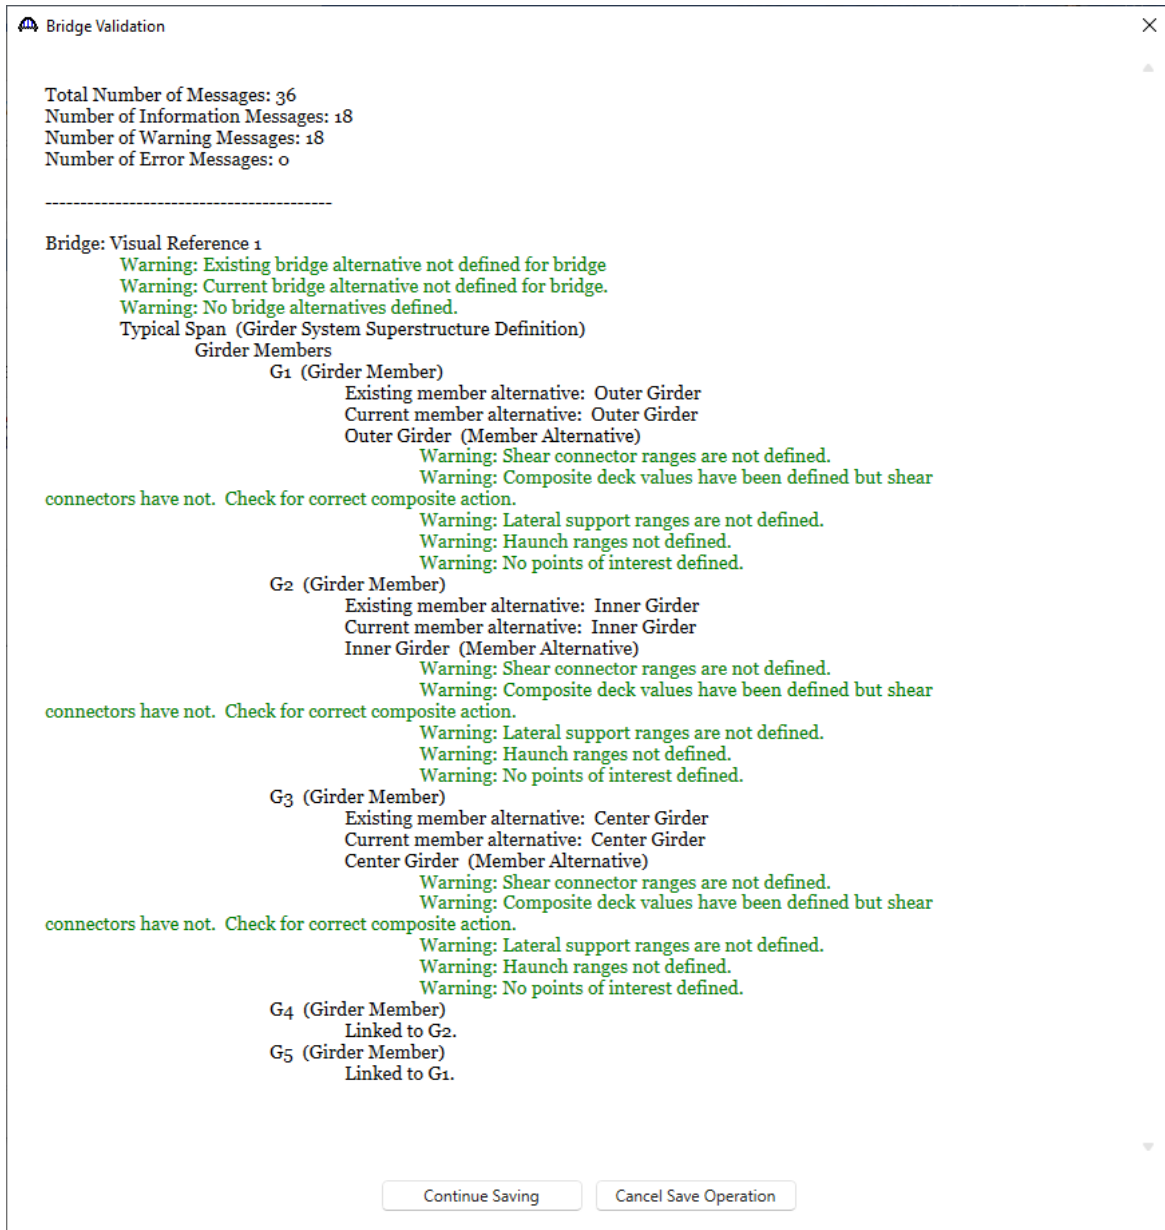 Bridge Validation
Total Number of Messages: 36
Number of Information Messages: 18
Number of Warning Messages: 18
Number of Error Messages: 0
-----------------------------------------
Bridge: Visual Reference 1
Warning: Existing bridge alternative not defined for bridge
Warning: Current bridge alternative not defined for bridge.
Warning: No bridge alternatives defined.
Typical Span  (Girder System Superstructure Definition)
Girder Members
G1  (Girder Member)
Existing member alternative:  Outer Girder
Current member alternative:  Outer Girder
Outer Girder  (Member Alternative)
Warning: Shear connector ranges are not defined.
Warning: Composite deck values have been defined but shear
connectors have not.  Check for correct composite action.
Warning: Lateral support ranges are not defined.
Warning: Haunch ranges not defined.
Warning: No points of interest defined.
G2  (Girder Member)
Existing member alternative:  Inner Girder
Current member alternative:  Inner Girder
Inner Girder  (Member Alternative)
Warning: Shear connector ranges are not defined.
Warning: Composite deck values have been defined but shear
connectors have not.  Check for correct composite action.
Warning: Lateral support ranges are not defined.
Warning: Haunch ranges not defined.
Warning: No points of interest defined.
G3  (Girder Member)
Existing member alternative:  Center Girder
Current member alternative:  Center Girder
Center Girder  (Member Alternative)
Warning: Shear connector ranges are not defined.
Warning: Composite deck values have been defined but shear
connectors have not.  Check for correct composite action.
Warning: Lateral support ranges are not defined.
Warning: Haunch ranges not defined.
Warning: No points of interest defined.
G4  (Girder Member)
Linked to G2.
G5  (Girder Member)
Linked to G1.
Continue Saving
Cancel Save Operation